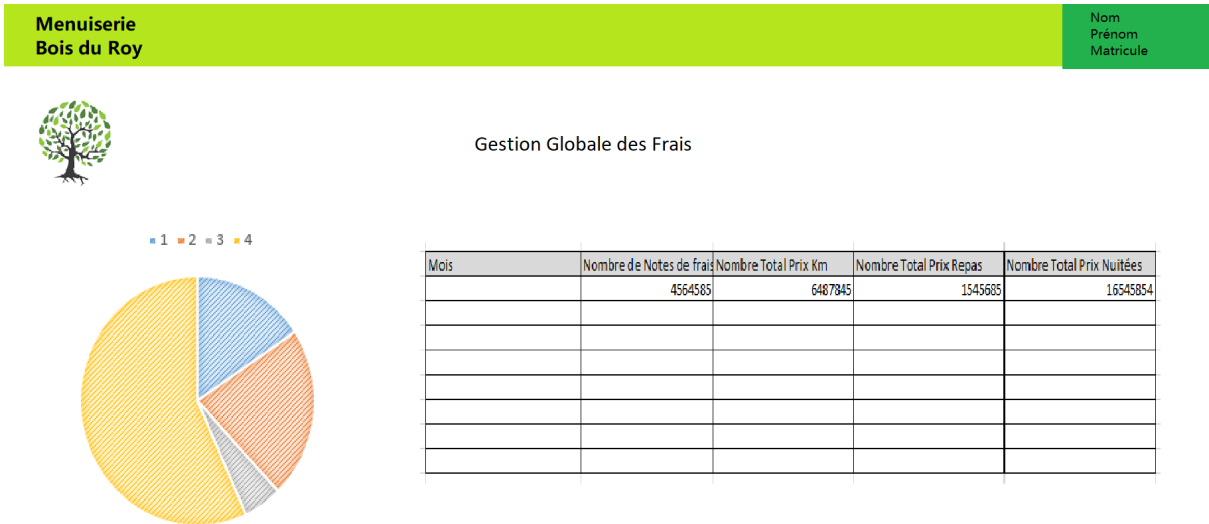 Menuiserie
Bois du Roy
Nom
Prénom
Matricule
Gestion Globale des Frais
1 2 3 4
Mois Nombre de Notes de frais Nombre Total Prix Km Nombre Total Prix Repas Nombre Total Prix Nuitées
4564585 6487845 1545685 16545854